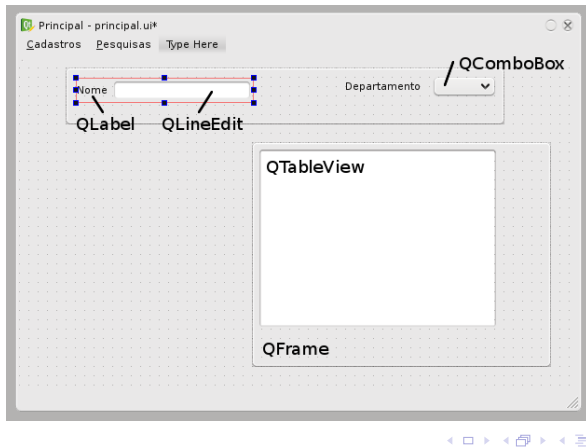 Principal - principal.ui*
Cadastros Pesquisas Type Here
QComboBox
Nome Departamento
QLabel QLineEdit
QTableView
QFrame